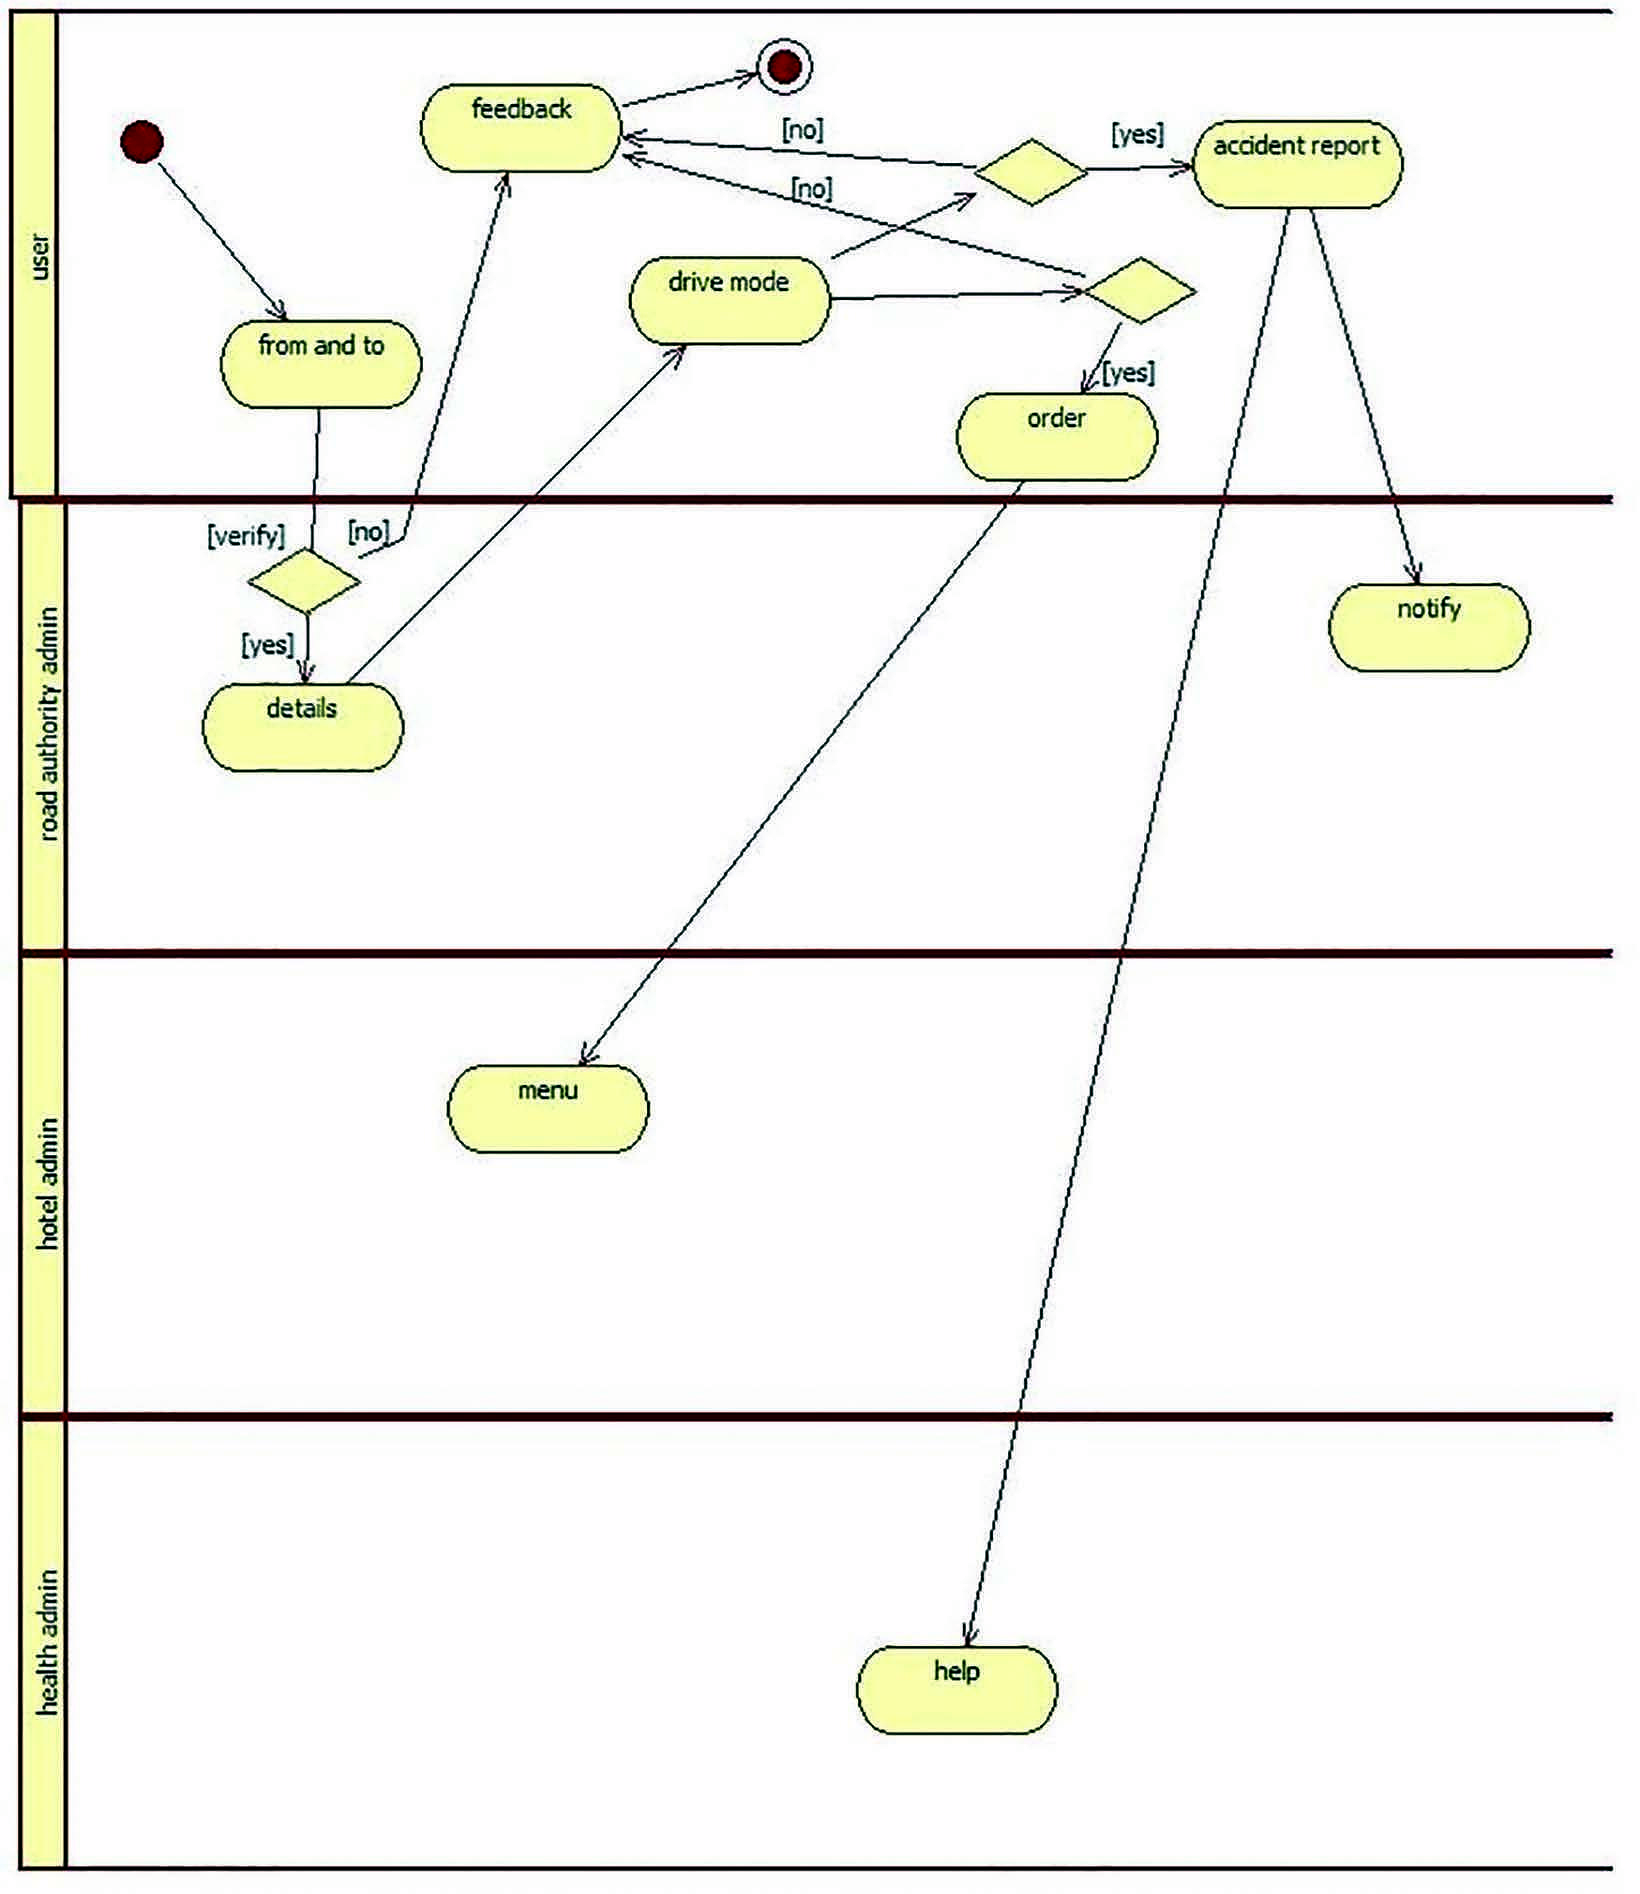 user
feedback
[no]
[yes]
accident report
[no]
drive mode
from and to
[yes]
order
road authority admin
[verify]
[no]
notify
[yes]
details
hotel admin
menu
health admin
help